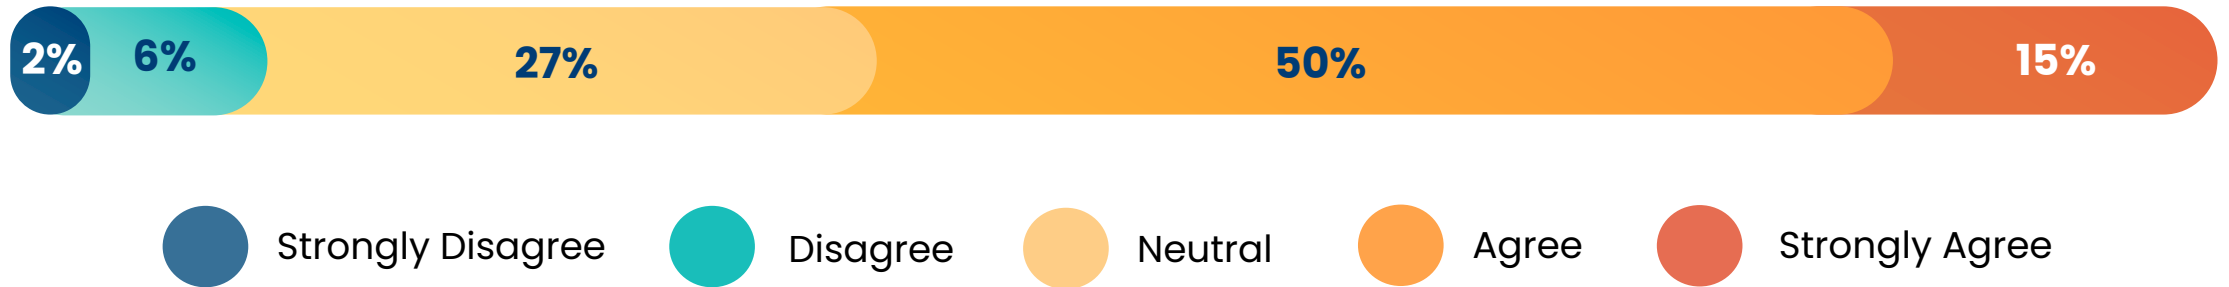 2% 6% 27% 50% 15%
Strongly Disagree Disagree Neutral Agree Strongly Agree